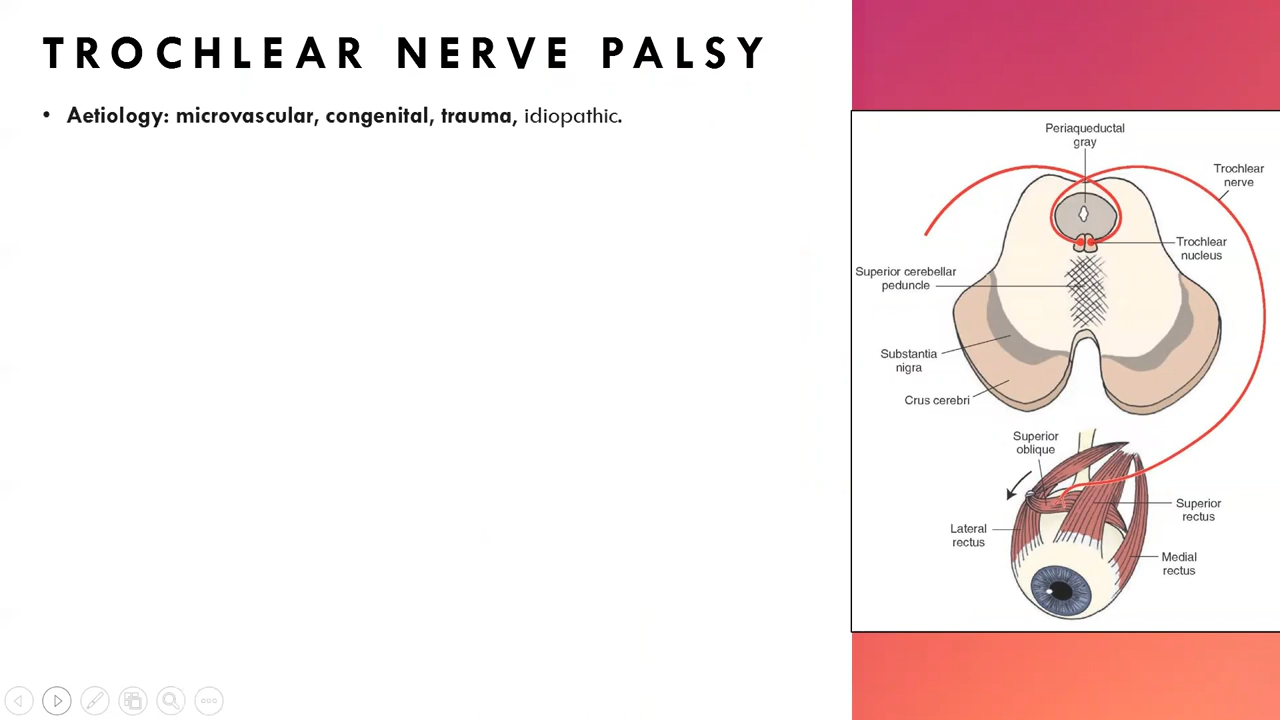 TROCHLEAR NERVE PALSY
• Aetiology: microvascular, congenital, trauma, idiopathic.
Periaqueductal
gray
Trochlear
nerve
Trochlear
nucleus
Superior cerebellar
peduncle
Substantia
nigra
Crus cerebri
Superior
oblique
Superior
rectus
Lateral
rectus
Medial
rectus